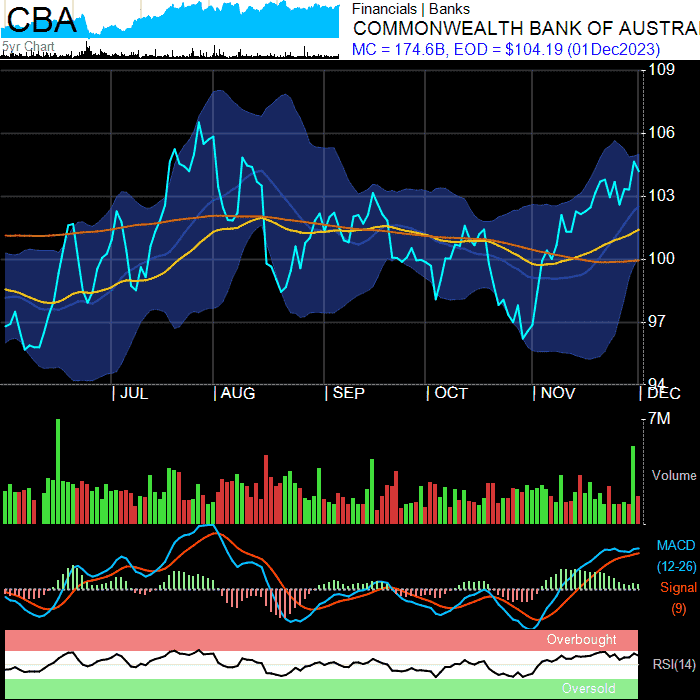 CBA
5yr Chart
Financials | Banks
COMMONWEALTH BANK OF AUSTRA
MC = 174.6B, EOD = $104.19 (01Dec2023)
109
106
103
100
97
94
JUL AUG SEP OCT NOV DEC
7M
Volume
MACD
(12-26)
Signal
(9)
Overbought
RSI(14)
Oversold